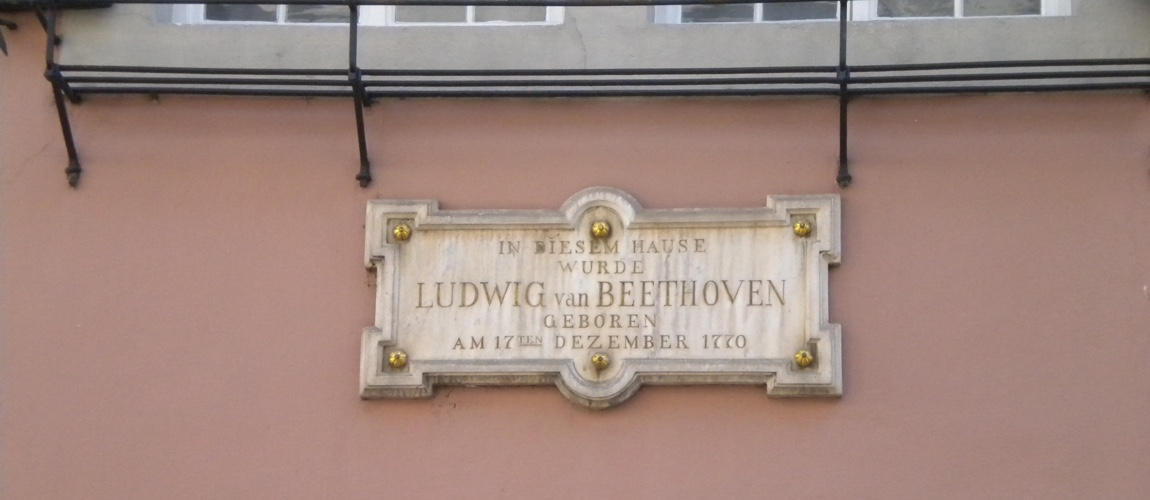 IN DIESEM HAUSE
WURDE
LUDWIG van BEETHOVEN
GEBOREN
AM 17TEN DEZEMBER 1770